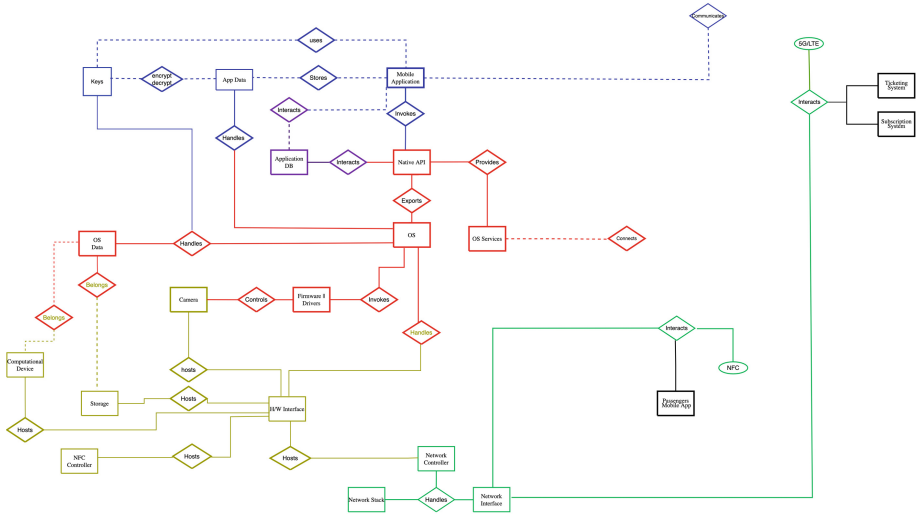 Communicates
uses
5G/LTE
Keys
encrypt
decrypt
App Data
Stores
Mobile
Application
Ticketing
System
Interacts
Invokes
Interacts
Subscription
System
Handles
Application
DB
Interacts
Native API
Provides
Exports
OS
Data
Handles
OS
OS Services
Connects
Belongs
Camera
Controls
Firmware &
Drivers
Invokes
Belongs
Handles
Interacts
Computational
Device
hosts
NFC
Storage
Hosts
H/W Interface
Passengers
Mobile App
Hosts
NFC
Controller
Hosts
Hosts
Network
Controller
Network Stack
Handles
Network
Interface